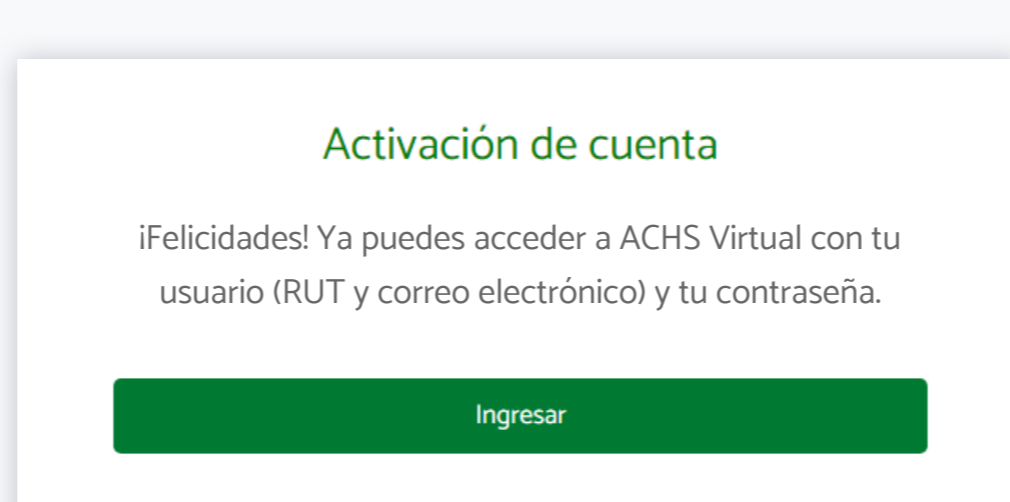 Activación de cuenta
¡Felicidades! Ya puedes acceder a ACHS Virtual con tu
usuario (RUT y correo electrónico) y tu contraseña.
Ingresar